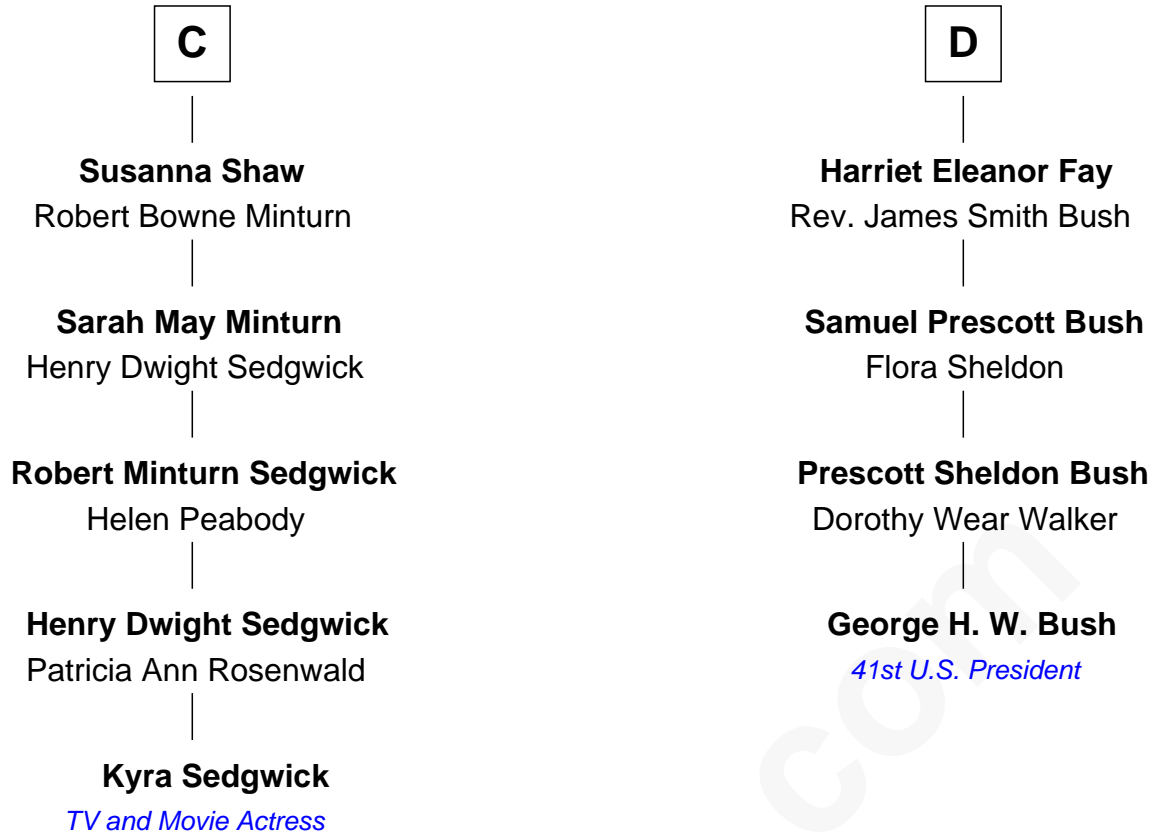 C
Susanna Shaw
Robert Bowne Minturn
Sarah May Minturn
Henry Dwight Sedgwick
Robert Minturn Sedgwick
Helen Peabody
Henry Dwight Sedgwick
Patricia Ann Rosenwald
Kyra Sedgwick
TV and Movie Actress
D
Harriet Eleanor Fay
Rev. James Smith Bush
Samuel Prescott Bush
Flora Sheldon
Prescott Sheldon Bush
Dorothy Wear Walker
George H. W. Bush
41st U.S. President
com